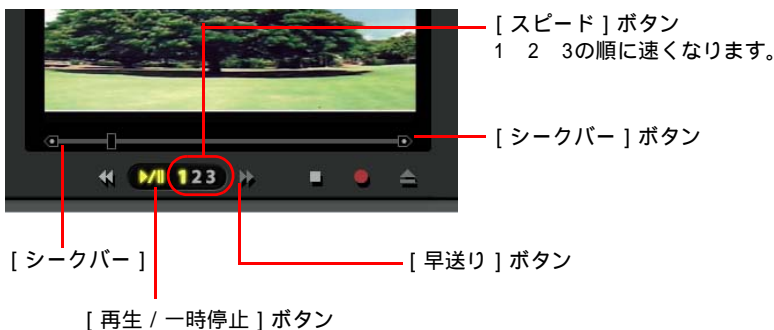 [ スピード ] ボタン
1　2　3の順に速くなります。
[ シークバー ] ボタン
1 2 3
[ シークバー ]
[ 早送り ] ボタン
[ 再生 / 一時停止 ] ボタン